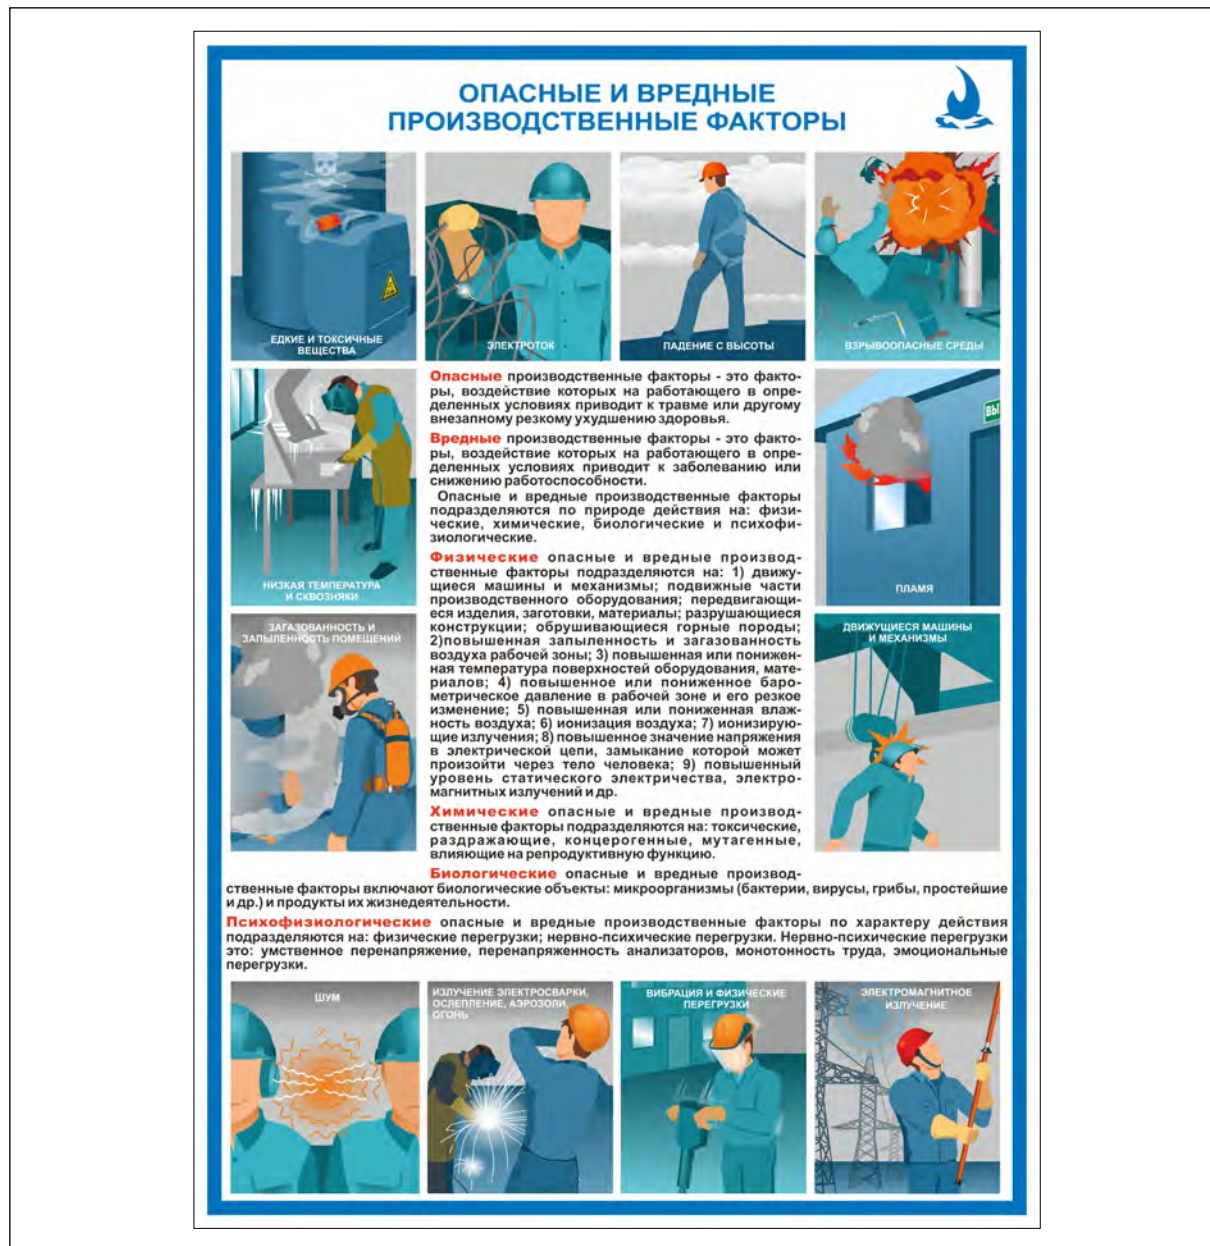 ОПАСНЫЕ И ВРЕДНЫЕ
ПРОИЗВОДСТВЕННЫЕ ФАКТОРЫ
ЕДКИЕ И ТОКСИЧНЫЕ
ВЕЩЕСТВА
ЭЛЕКТРОТОК
ПАДЕНИЕ С ВЫСОТЫ
ВЗРЫВООПАСНЫЕ СРЕДЫ
НИЗКАЯ ТЕМПЕРАТУРА
И СКВОЗНЯКИ
Опасные производственные факторы - это факто-
ры, воздействие которых на работающего в опре-
деленных условиях приводит к травме или другому
внезапному резкому ухудшению здоровья.
Вредные производственные факторы - это факто-
ры, воздействие которых на работающего в опре-
деленных условиях приводит к заболеванию или
снижению работоспособности.
Опасные и вредные производственные факторы
подразделяются по природе действия на: физи-
ческие, химические, биологические и психофи-
зиологические.
Физические опасные и вредные производ-
ственные факторы подразделяются на: 1) движу-
щиеся машины и механизмы; подвижные части
производственного оборудования; передвигающи-
еся изделия, заготовки, материалы; разрушающиеся
конструкции; обрушивающиеся горные породы;
2)повышенная запыленность и загазованность
воздуха рабочей зоны; 3) повышенная или понижен-
ная температура поверхностей оборудования, мате-
риалов; 4) повышенное или пониженное баро-
метрическое давление в рабочей зоне и его резкое
изменение; 5) повышенная или пониженная влаж-
ность воздуха; 6) ионизация воздуха; 7) ионизирую-
щие излучения; 8) повышенное значение напряжения
в электрической цепи, замыкание которой может
произойти через тело человека; 9) повышенный
уровень статического электричества, электро-
магнитных излучений и др.
Химические опасные и вредные производ-
ственные факторы подразделяются на: токсические,
раздражающие, концерогенные, мутагенные,
влияющие на репродуктивную функцию.
Биологические опасные и вредные производ-
ственные факторы включают биологические объекты: микроорганизмы (бактерии, вирусы, грибы, простейшие
и др.) и продукты их жизнедеятельности.
Психофизиологические опасные и вредные производственные факторы по характеру действия
подразделяются на: физические перегрузки; нервно-психические перегрузки. Нервно-психические перегрузки
это: умственное перенапряжение, перенапряженность анализаторов, монотонность труда, эмоциональные
перегрузки.
ВЫ
ПЛАМЯ
ЗАГАЗОВАННОСТЬ И
ЗАПЫЛЕННОСТЬ ПОМЕЩЕНИЙ
ДВИЖУЩИЕСЯ МАШИНЫ
И МЕХАНИЗМЫ
ШУМ
ИЗЛУЧЕНИЕ ЭЛЕКТРОСВАРКИ,
ОСЛЕПЛЕНИЕ, АЭРОЗОЛИ,
ОГОНЬ
ВИБРАЦИЯ И ФИЗИЧЕСКИЕ
ПЕРЕГРУЗКИ
ЭЛЕКТРОМАГНИТНОЕ
ИЗЛУЧЕНИЕ